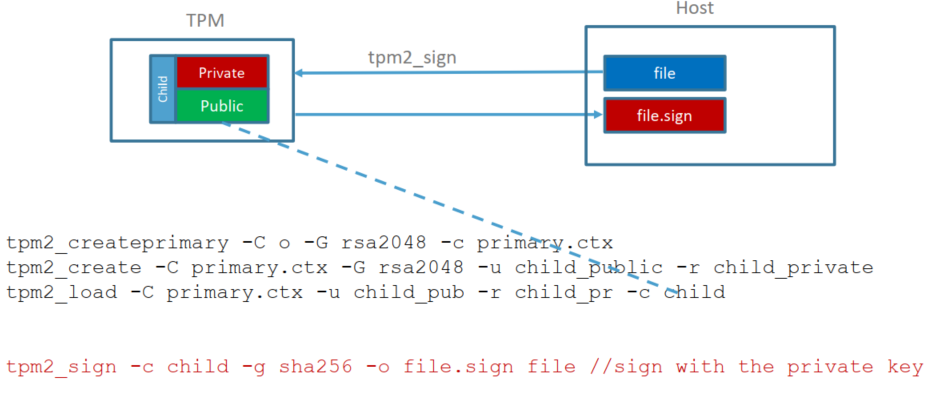 TPM
Host
tpm2_sign
Child
Private
Public
file
file.sign
tpm2_createprimary -C o -G rsa2048 -c primary.ctx
tpm2_create -C primary.ctx -G rsa2048 -u child_public -r child_private
tpm2_load -C primary.ctx -u child_pub -r child_pr -c child
tpm2_sign -c child -g sha256 -o file.sign file //sign with the private key